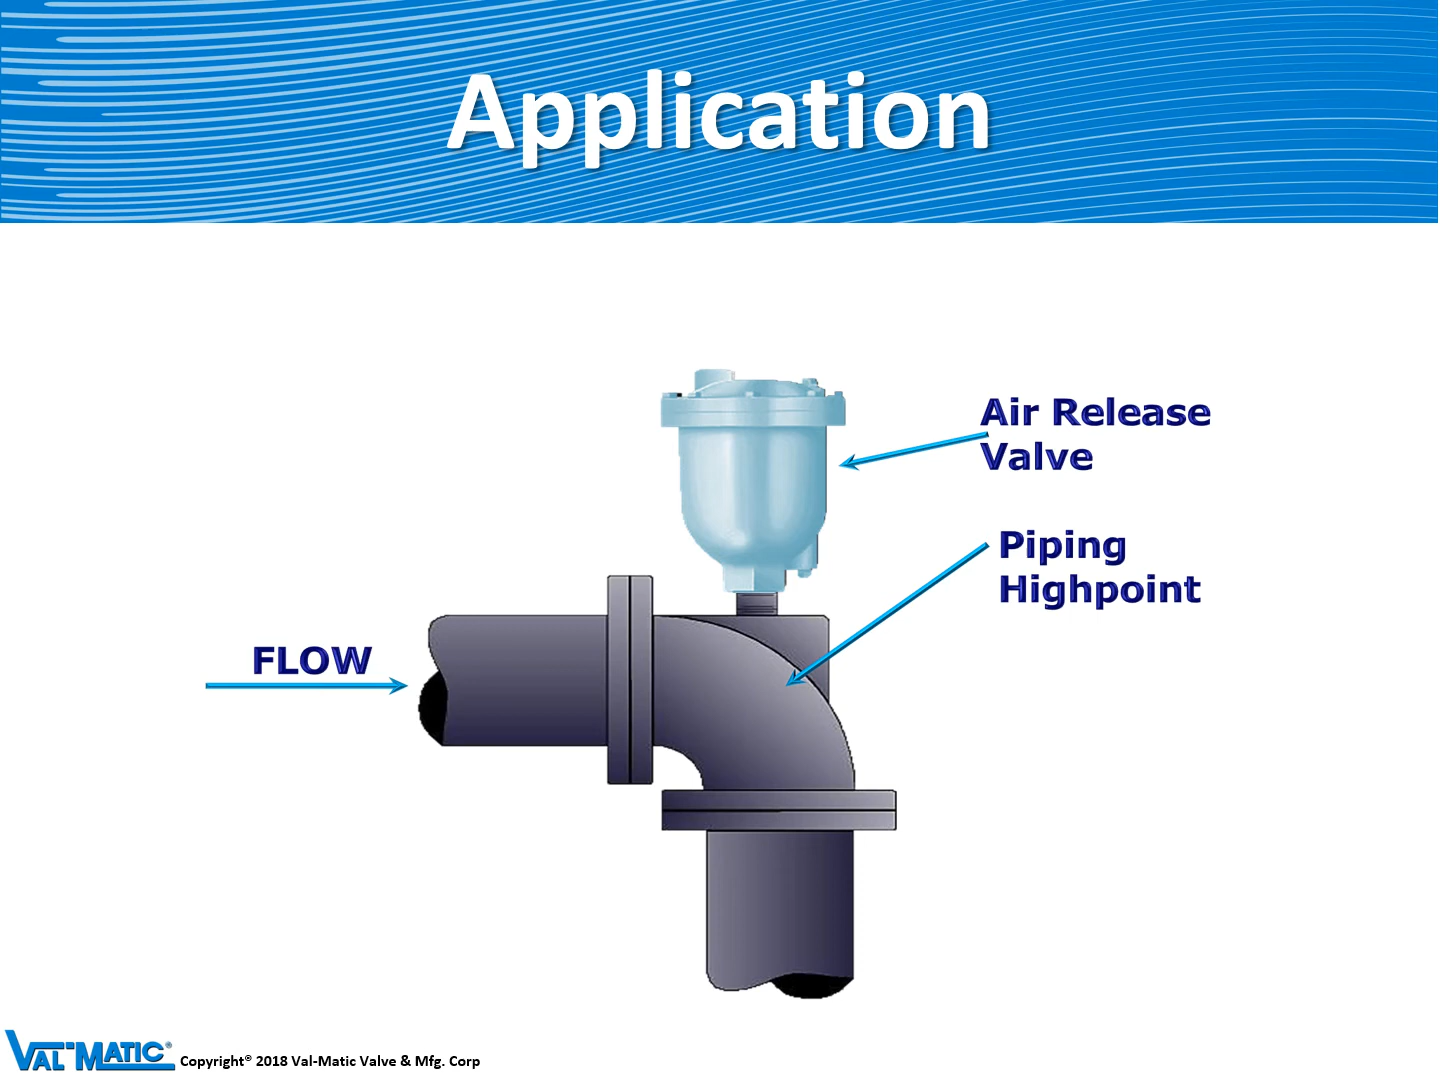 Application
Air Release
Valve
Piping
Highpoint
FLOW
VAL-MATIC®
Copyright® 2018 Val-Matic Valve & Mfg. Corp